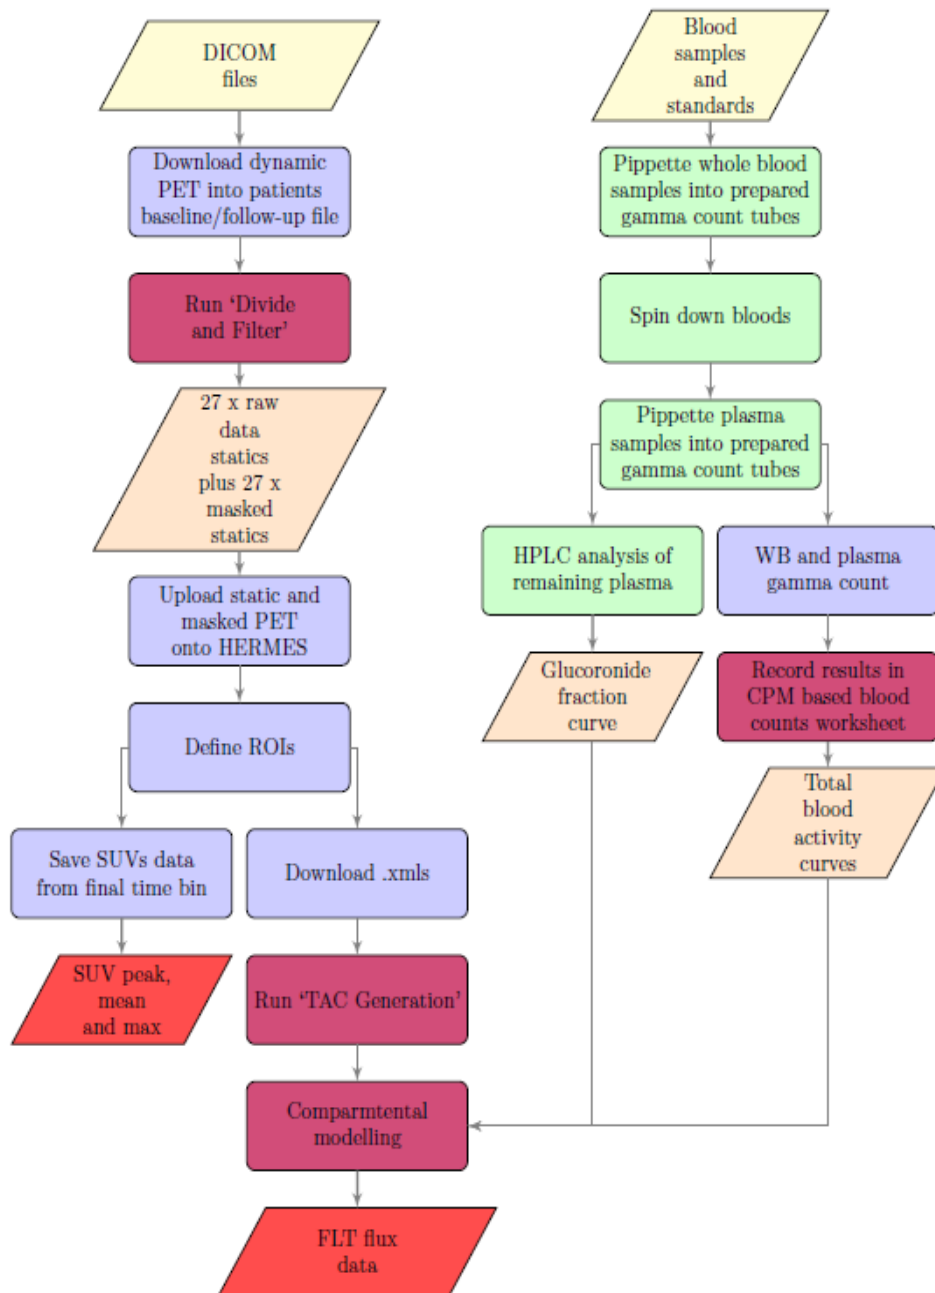 DICOM
files
Download dynamic
PET into patients
baseline/follow-up file
Run ‘Divide
and Filter’
27 x raw
data
statics
plus 27 x
masked
statics
Upload static and
masked PET
onto HERMES
Define ROIs
Save SUVs data
from final time bin
SUV peak,
mean
and max
Download .xmls
Run ‘TAC Generation’
Comparmtental
modelling
FLT flux
data
Blood
samples
and
standards
Pippette whole blood
samples into prepared
gamma count tubes
Spin down bloods
Pippette plasma
samples into prepared
gamma count tubes
HPLC analysis of
remaining plasma
Glucoronide
fraction
curve
WB and plasma
gamma count
Record results in
CPM based blood
counts worksheet
Total
blood
activity
curves